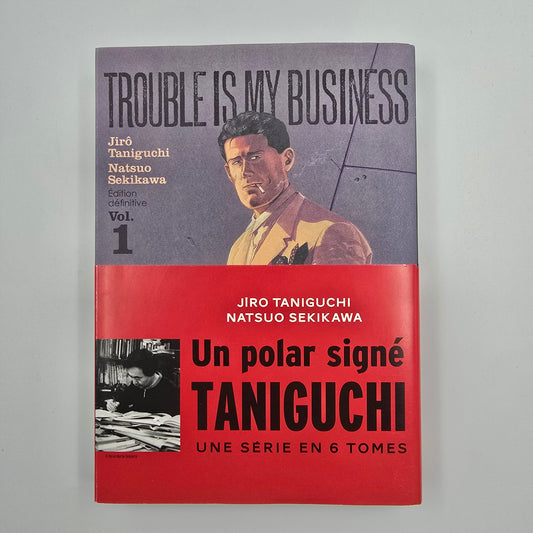 TROUBLE IS MY BUSINESS
Jirô
Taniguchi
Natsuo
Sekikawa
Édition
définitive
Vol.
1
JIRO TANIGUCHI
NATSUO SEKIKAWA
Un polar signé
TANIGUCHI
UNE SÉRIE EN 6 TOMES